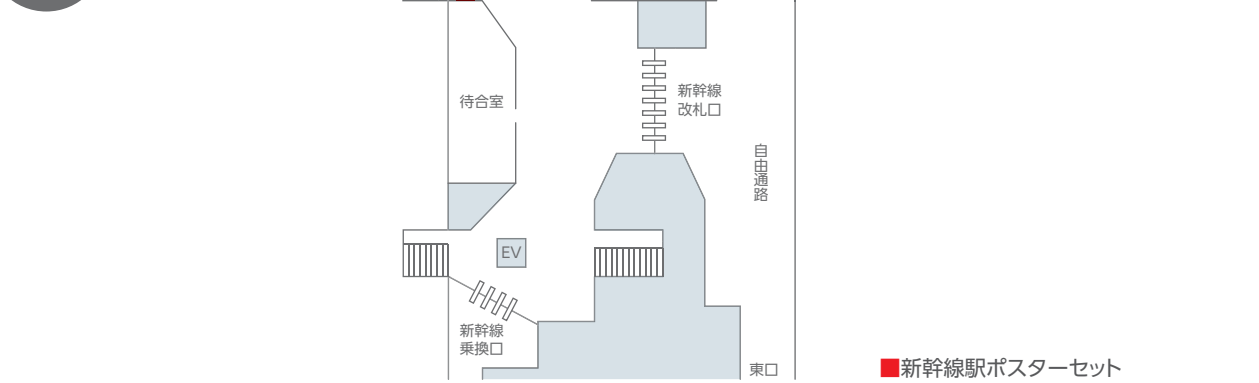 待合室
新幹線
改札口
自由通路
EV
新幹線
乗換口
東口
■新幹線駅ポスターセット